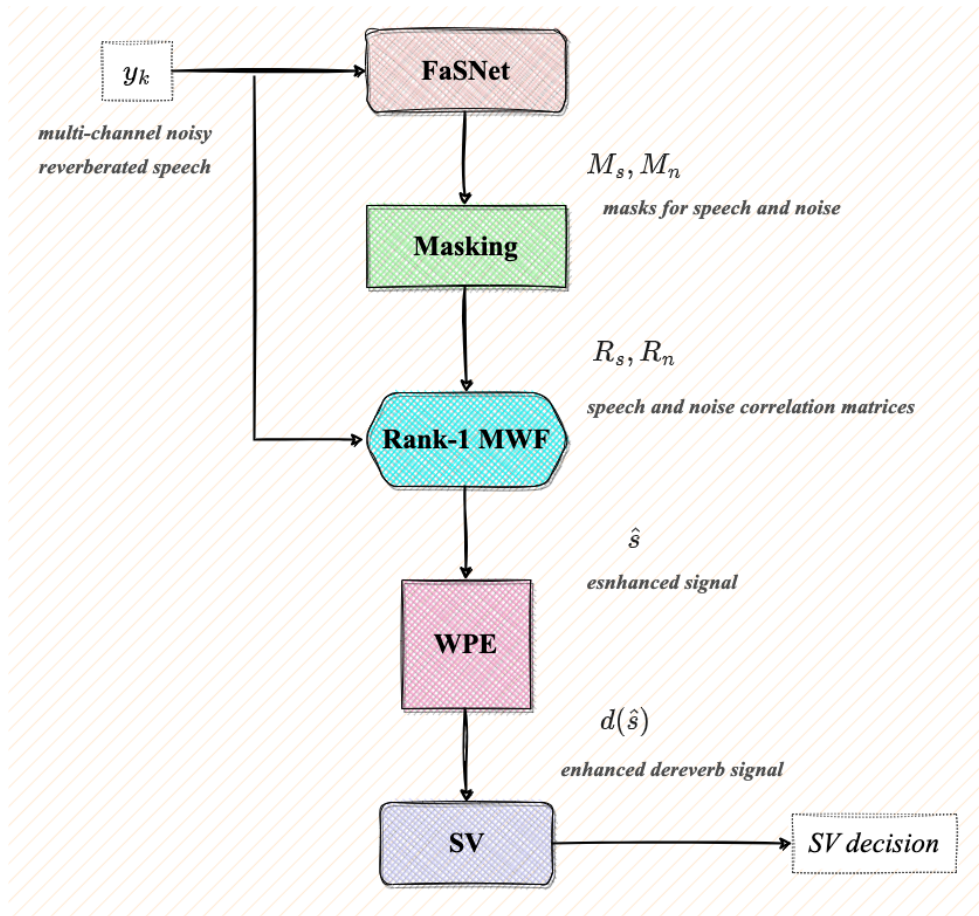 FaSNet
y_k
multi-channel noisy
reverberated speech
M_s, M_n
masks for speech and noise
Masking
R_s, R_n
speech and noise correlation matrices
Rank-1 MWF
ŝ
esnhanced signal
WPE
d(ŝ)
enhanced dereverb signal
SV
SV decision